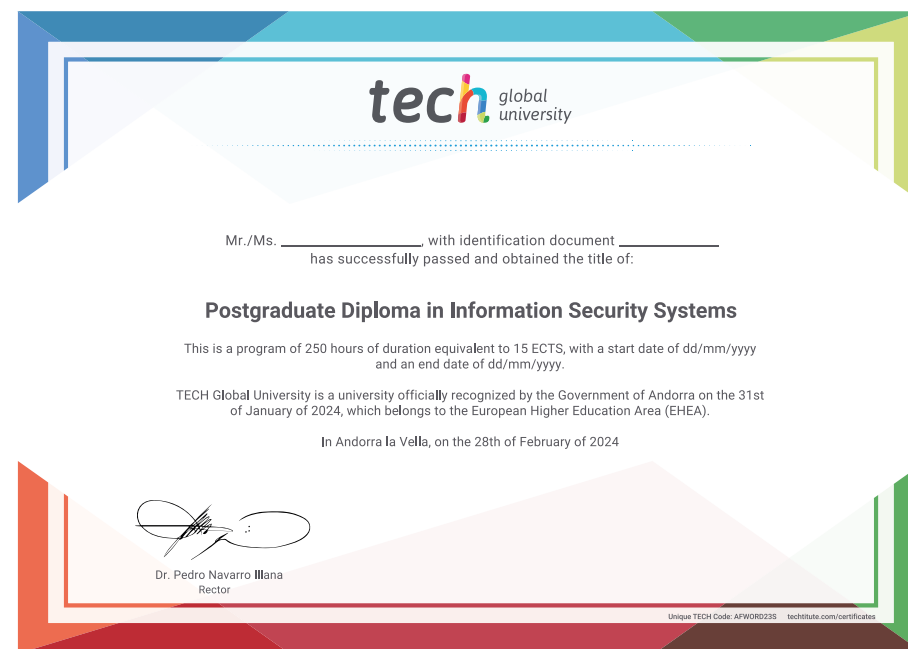 tech global university
Mr./Ms. ____________, with identification document ____________
has successfully passed and obtained the title of:
Postgraduate Diploma in Information Security Systems
This is a program of 250 hours of duration equivalent to 15 ECTS, with a start date of dd/mm/yyyy
and an end date of dd/mm/yyyy.
TECH Global University is a university officially recognized by the Government of Andorra on the 31st
of January of 2024, which belongs to the European Higher Education Area (EHEA).
In Andorra la Vella, on the 28th of February of 2024
Dr. Pedro Navarro Illana
Rector
Unique TECH Code: AFWORD23S techtitute.com/certificates